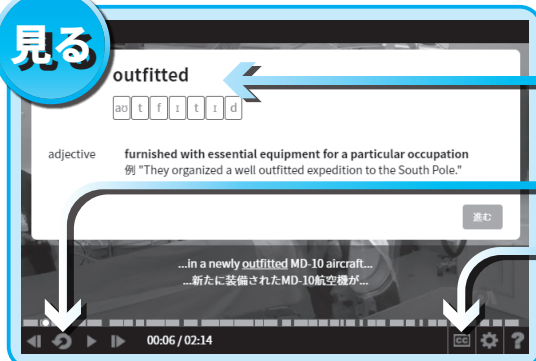 見る
outfitted
aʊ t f ɪ t ɪ d
adjective
furnished with essential equipment for a particular occupation
例 "They organized a well outfitted expedition to the South Pole."
進む
...in a newly outfitted MD-10 aircraft...
...新たに装備されたMD-10航空機が...
00:06 / 02:14
CC
?